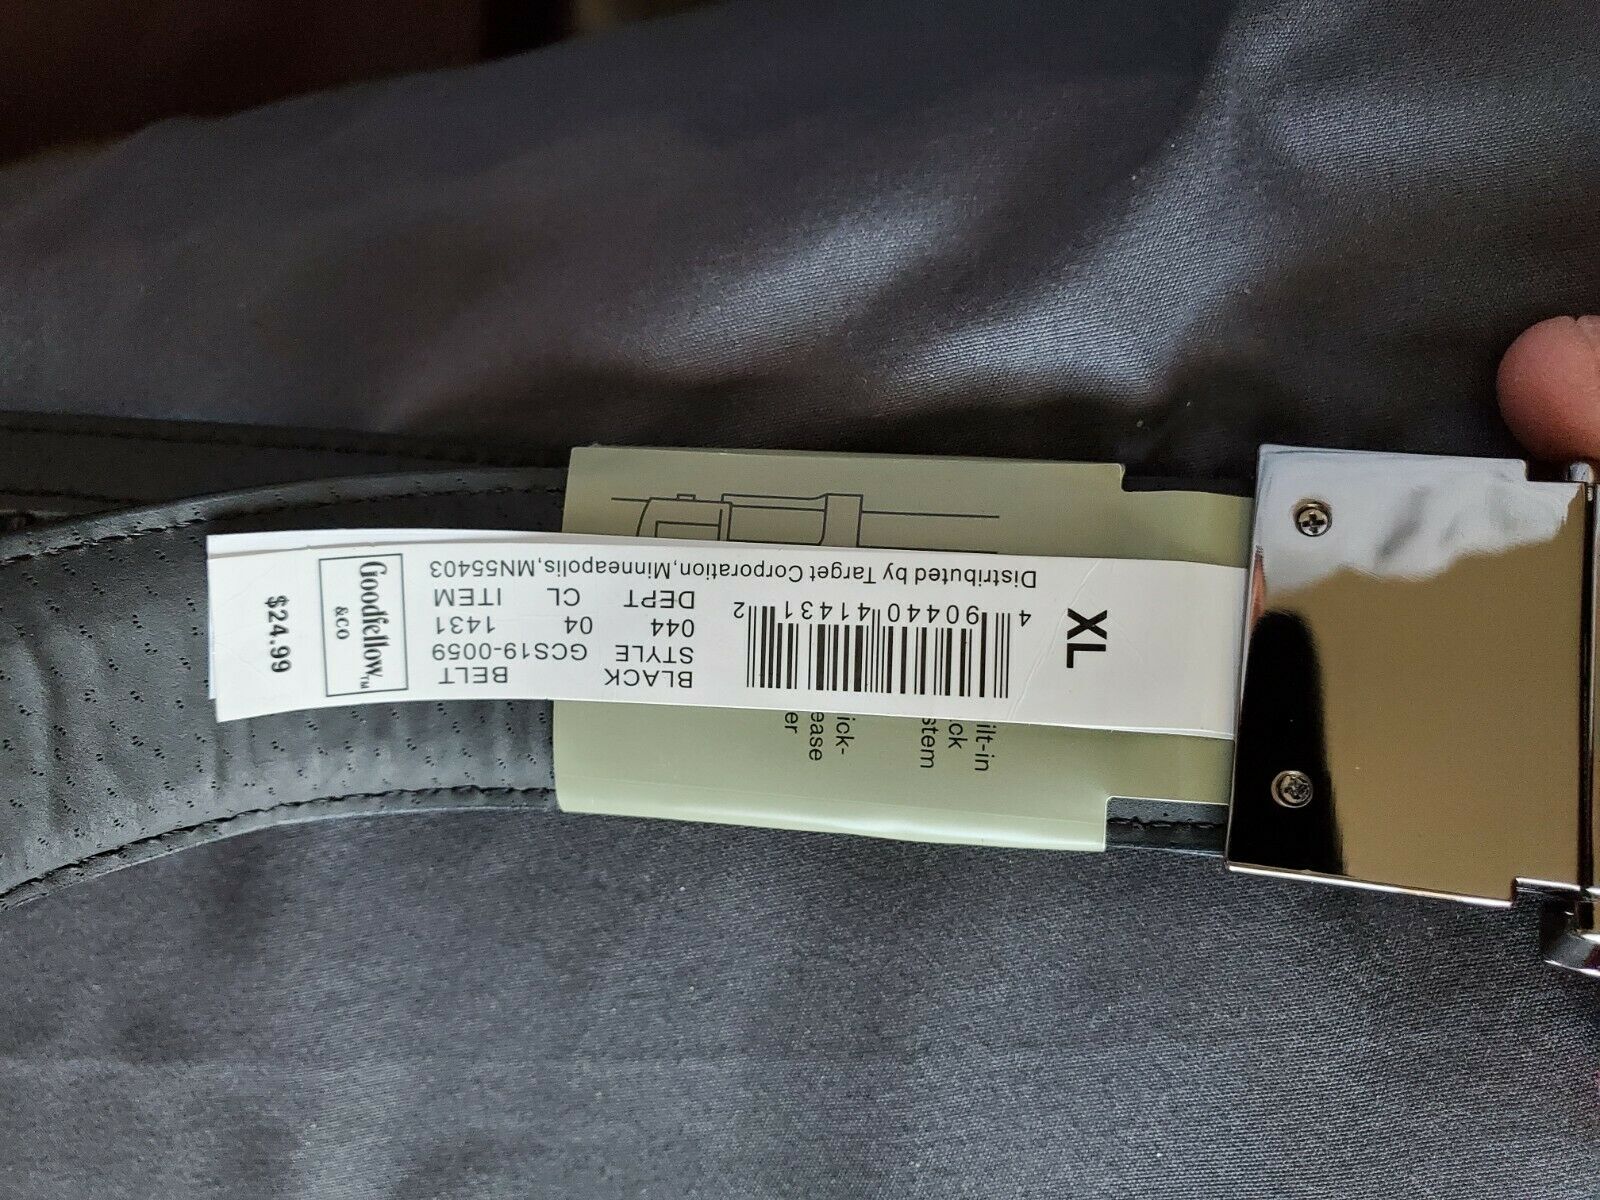 XL
4 90440 41431 2
Distributed by Target Corporation, Minneapolis, MN55403
BLACK BELT
STYLE GCS19-0059
044 04 1431
DEPT CL ITEM
Goodfellow™
&CO
$24.99
ilt-in
ck
stem
ick-
ease
er